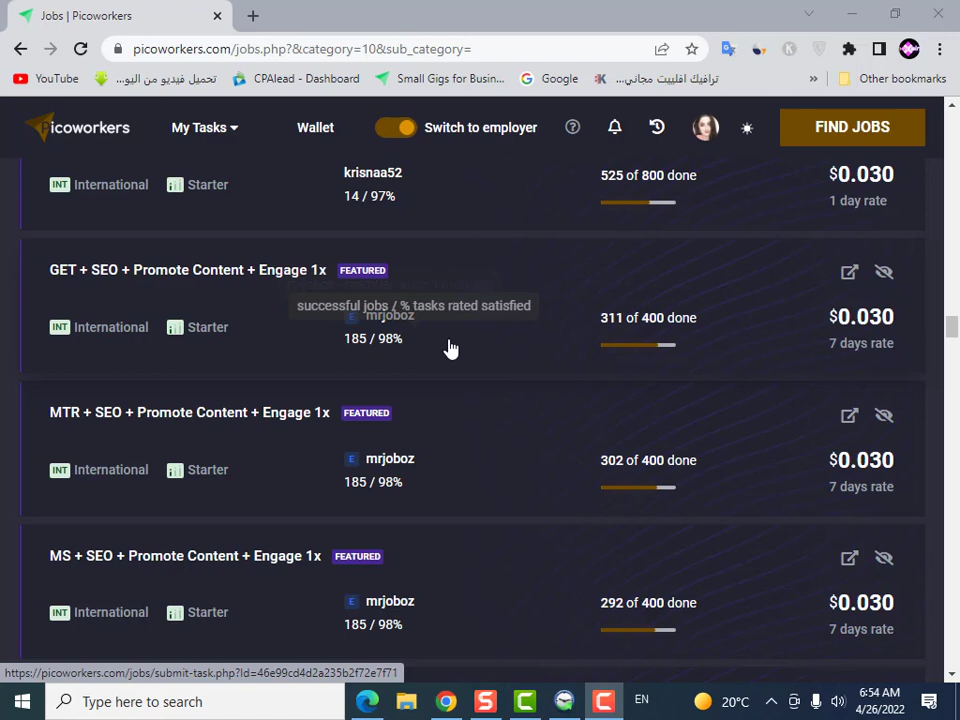 Jobs | Picoworkers
picoworkers.com/jobs.php?&category=10&sub_category=
YouTube
تحميل فيديو من اليو...
CPAlead - Dashboard
Small Gigs for Busin...
Google
ترافيك افلييت مجاني...
»
Other bookmarks
Picoworkers
My Tasks
Wallet
Switch to employer
FIND JOBS
krisnaa52
INT International
Starter
14 / 97%
525 of 800 done
$0.030
1 day rate
GET + SEO + Promote Content + Engage 1x FEATURED
successful jobs / % tasks rated satisfied
INT International
Starter
E mrjoboz
185 / 98%
311 of 400 done
$0.030
7 days rate
MTR + SEO + Promote Content + Engage 1x FEATURED
INT International
Starter
E mrjoboz
185 / 98%
302 of 400 done
$0.030
7 days rate
MS + SEO + Promote Content + Engage 1x FEATURED
INT International
Starter
E mrjoboz
185 / 98%
292 of 400 done
$0.030
7 days rate
https://picoworkers.com/jobs/submit-task.php?Id=46e99cd4d2a235b2f72e7f71
Type here to search
EN
20°C
6:54 AM
4/26/2022